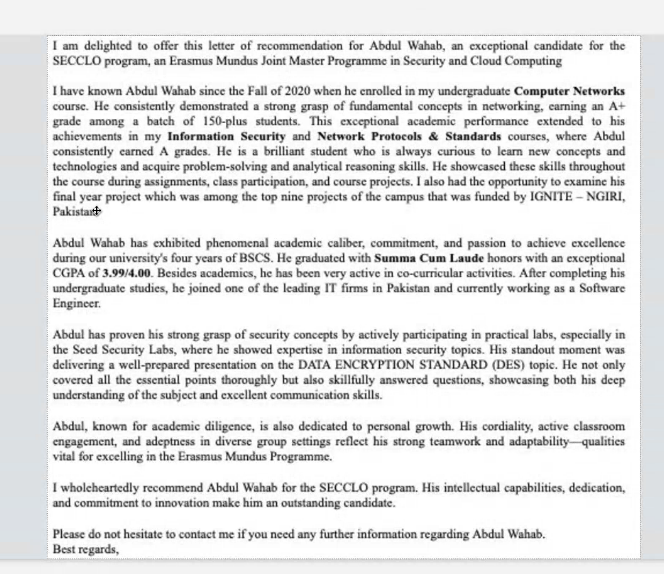 I am delighted to offer this letter of recommendation for Abdul Wahab, an exceptional candidate for the
SECCLO program, an Erasmus Mundus Joint Master Programme in Security and Cloud Computing
I have known Abdul Wahab since the Fall of 2020 when he enrolled in my undergraduate Computer Networks
course. He consistently demonstrated a strong grasp of fundamental concepts in networking, earning an A+
grade among a batch of 150-plus students. This exceptional academic performance extended to his
achievements in my Information Security and Network Protocols & Standards courses, where Abdul
consistently earned A grades. He is a brilliant student who is always curious to learn new concepts and
technologies and acquire problem-solving and analytical reasoning skills. He showcased these skills throughout
the course during assignments, class participation, and course projects. I also had the opportunity to examine his
final year project which was among the top nine projects of the campus that was funded by IGNITE – NGIRI,
Pakistan
Abdul Wahab has exhibited phenomenal academic caliber, commitment, and passion to achieve excellence
during our university's four years of BSCS. He graduated with Summa Cum Laude honors with an exceptional
CGPA of 3.99/4.00. Besides academics, he has been very active in co-curricular activities. After completing his
undergraduate studies, he joined one of the leading IT firms in Pakistan and currently working as a Software
Engineer.
Abdul has proven his strong grasp of security concepts by actively participating in practical labs, especially in
the Seed Security Labs, where he showed expertise in information security topics. His standout moment was
delivering a well-prepared presentation on the DATA ENCRYPTION STANDARD (DES) topic. He not only
covered all the essential points thoroughly but also skillfully answered questions, showcasing both his deep
understanding of the subject and excellent communication skills.
Abdul, known for academic diligence, is also dedicated to personal growth. His cordiality, active classroom
engagement, and adeptness in diverse group settings reflect his strong teamwork and adaptability—qualities
vital for excelling in the Erasmus Mundus Programme.
I wholeheartedly recommend Abdul Wahab for the SECCLO program. His intellectual capabilities, dedication,
and commitment to innovation make him an outstanding candidate.
Please do not hesitate to contact me if you need any further information regarding Abdul Wahab.
Best regards,